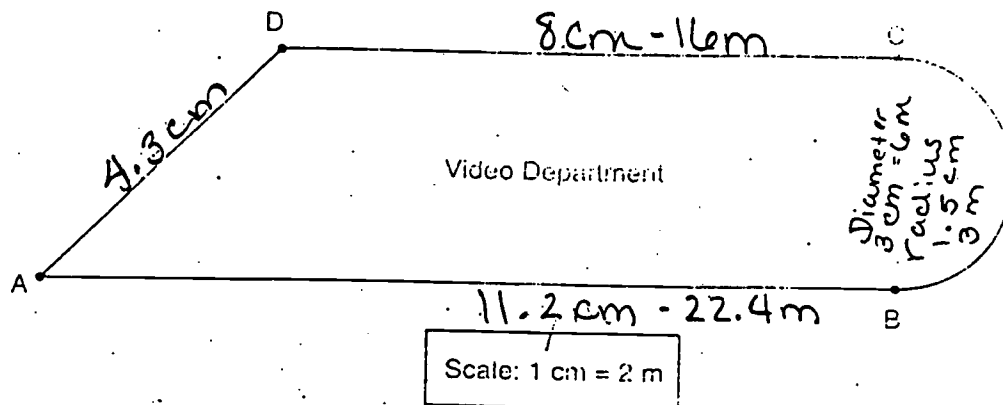 D
8cm - 16m
C
4.3cm
Video Department
Diameter
3cm = 6m
radius
1.5cm
3m
A
11.2cm - 22.4m
B
Scale: 1 cm = 2 m